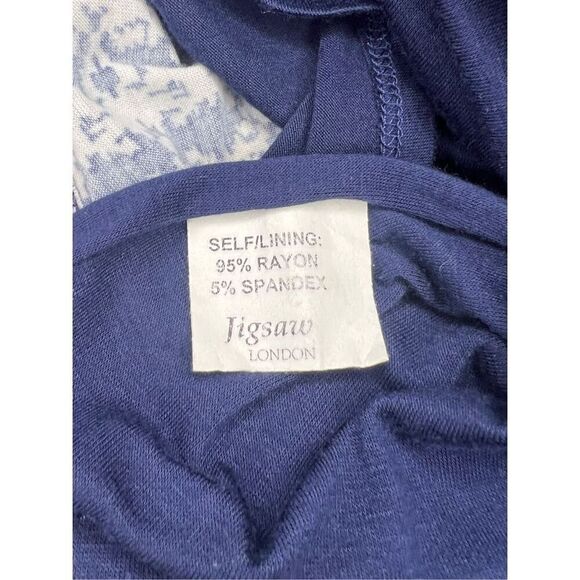 SELF/LINING:
95% RAYON
5% SPANDEX
Jigsaw
LONDON